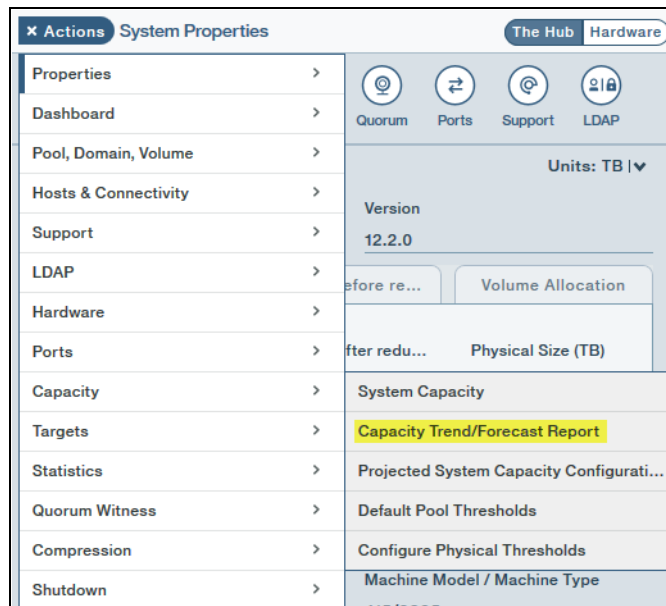 × Actions System Properties The Hub Hardware
Properties
Dashboard
Pool, Domain, Volume
Hosts & Connectivity
Support
LDAP
Hardware
Ports
Capacity
Targets
Statistics
Quorum Witness
Compression
Shutdown
Quorum Ports Support LDAP
Units: TB
Version
12.2.0
efore re... Volume Allocation
fter redu... Physical Size (TB)
System Capacity
Capacity Trend/Forecast Report
Projected System Capacity Configurati...
Default Pool Thresholds
Configure Physical Thresholds
Machine Model / Machine Type